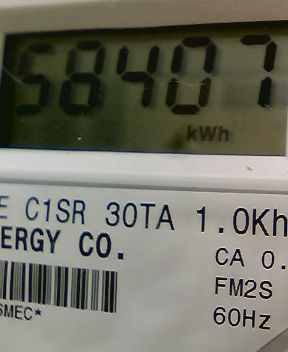 58407
kWh
E C1SR 30TA 1.0Kh
ERGY CO.
CA 0.
FM2S
SMEC*
60Hz